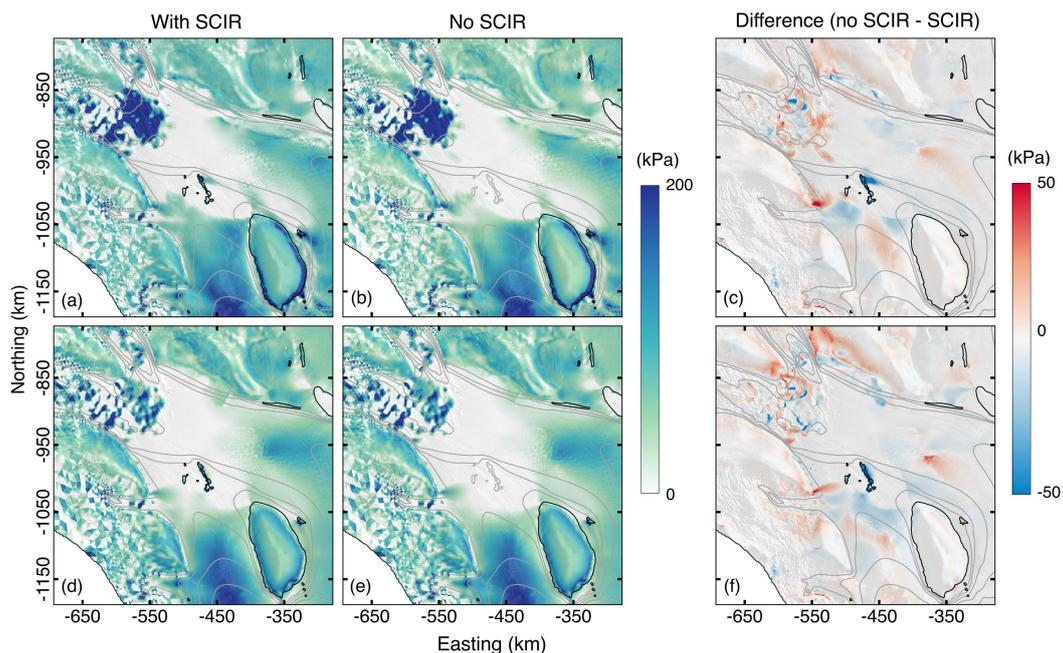 With SCIR
No SCIR
Difference (no SCIR - SCIR)
-850
-950
-1050
-1150
(a)
(b)
(c)
(kPa)
200
0
(kPa)
50
0
-50
Northing (km)
-850
-950
-1050
-1150
(d)
(e)
(f)
-650
-550
-450
-350
-650
-550
-450
-350
-650
-550
-450
-350
Easting (km)